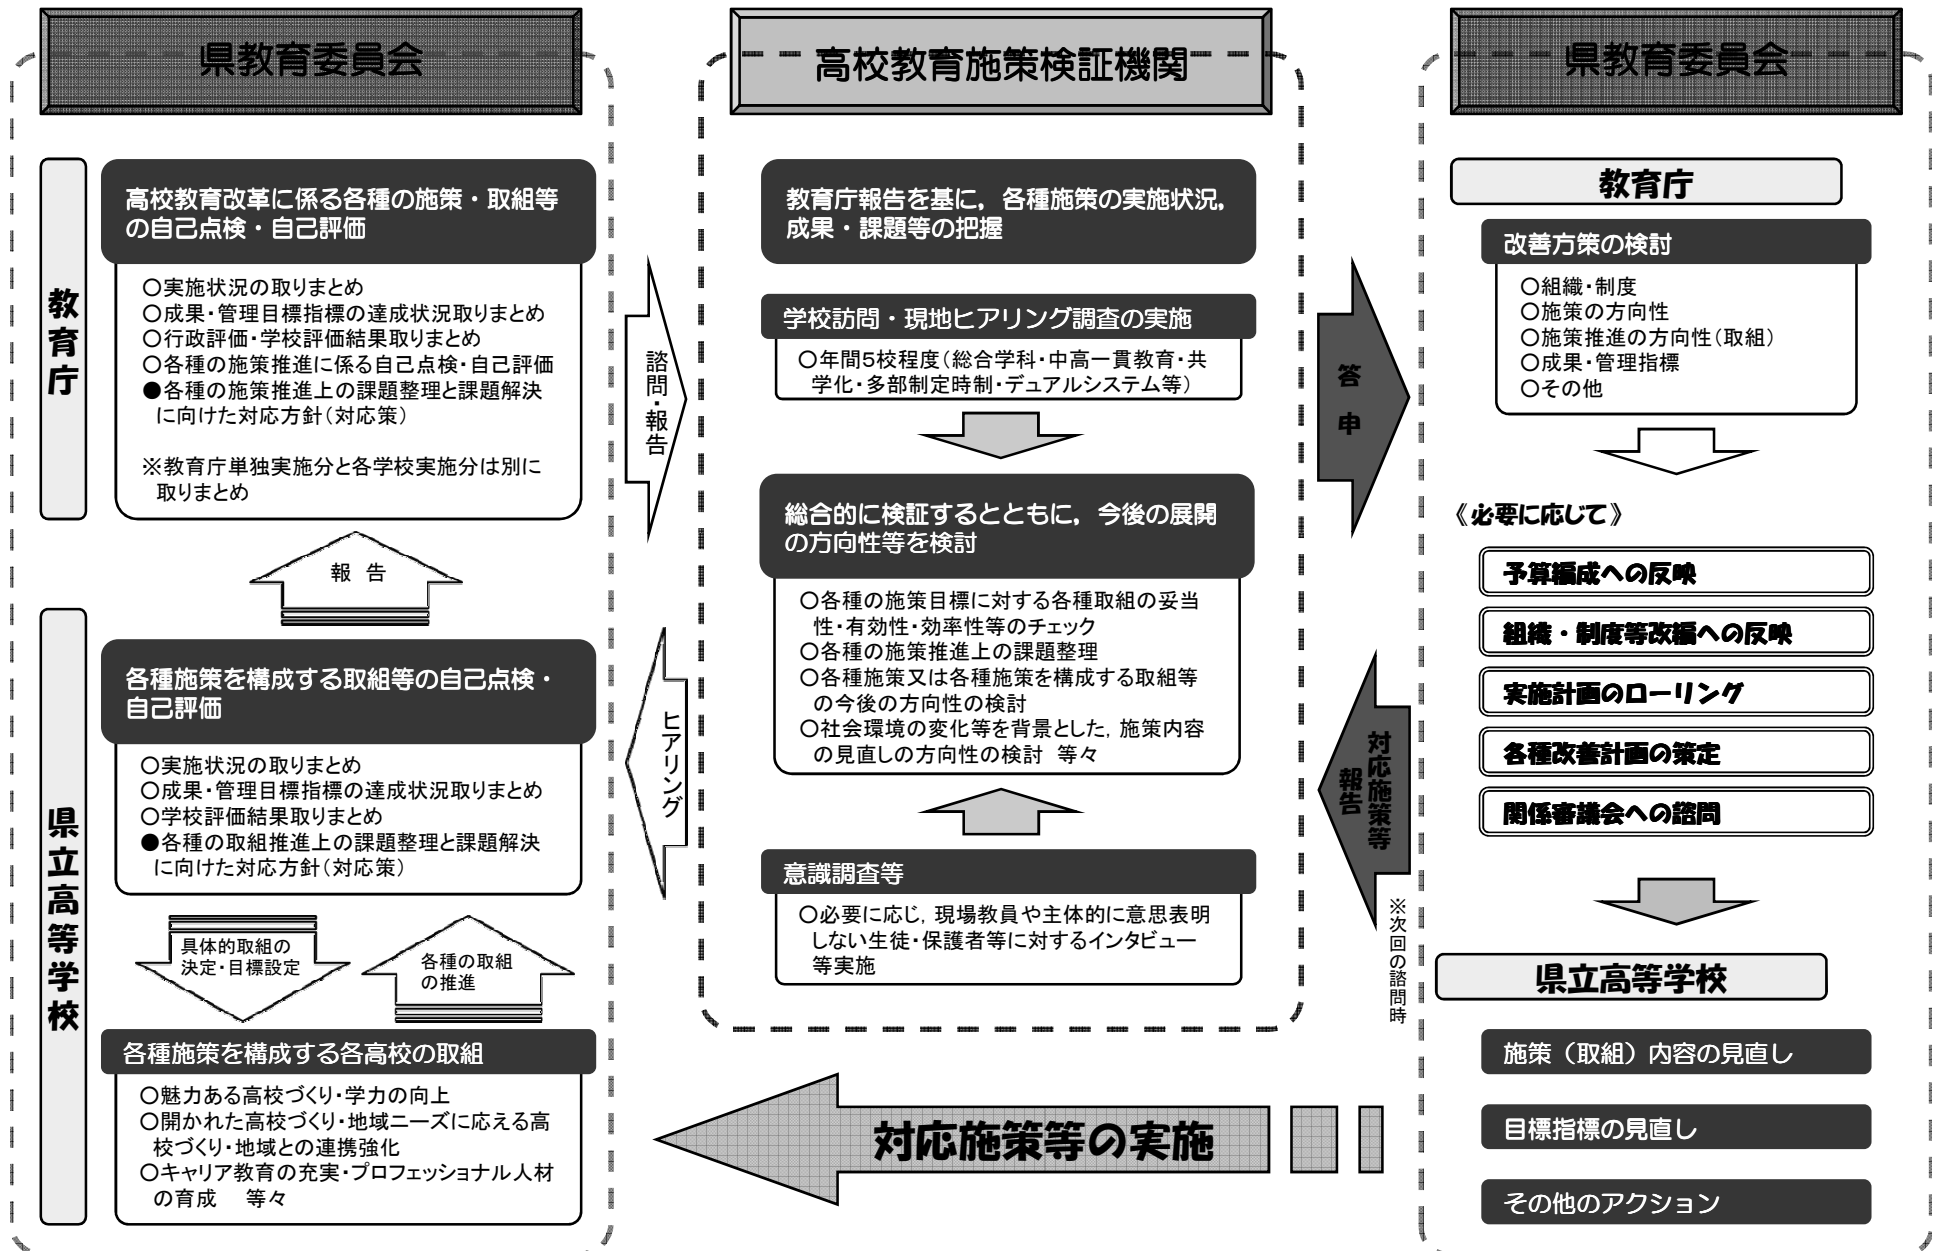 県教育委員会
教育庁
高校教育改革に係る各種の施策・取組等
の自己点検・自己評価
○実施状況の取りまとめ
○成果・管理目標指標の達成状況取りまとめ
○行政評価・学校評価結果取りまとめ
○各種の施策推進に係る自己点検・自己評価
●各種の施策推進上の課題整理と課題解決
に向けた対応方針（対応策）
※教育庁単独実施分と各学校実施分は別に
取りまとめ
報 告
県立高等学校
各種施策を構成する取組等の自己点検・
自己評価
○実施状況の取りまとめ
○成果・管理目標指標の達成状況取りまとめ
○学校評価結果取りまとめ
●各種の取組推進上の課題整理と課題解決
に向けた対応方針（対応策）
具体的取組の
決定・目標設定
各種の取組
の推進
各種施策を構成する各高校の取組
○魅力ある高校づくり・学力の向上
○開かれた高校づくり・地域ニーズに応える高
校づくり・地域との連携強化
○キャリア教育の充実・プロフェッショナル人材
の育成　等々
諮問・報告
ヒアリング
高校教育施策検証機関
教育庁報告を基に，各種施策の実施状況，
成果・課題等の把握
学校訪問・現地ヒアリング調査の実施
○年間5校程度（総合学科・中高一貫教育・共
学化・多部制定時制・デュアルシステム等）
総合的に検証するとともに，今後の展開
の方向性等を検討
○各種の施策目標に対する各種取組の妥当
性・有効性・効率性等のチェック
○各種の施策推進上の課題整理
○各種施策又は各種施策を構成する取組等
の今後の方向性の検討
○社会環境の変化等を背景とした，施策内容
の見直しの方向性の検討　等々
意識調査等
○必要に応じ，現場教員や主体的に意思表明
しない生徒・保護者等に対するインタビュー
等実施
答 申
対応施策等
報告
※次回の諮問時
対応施策等の実施
県教育委員会
教育庁
改善方策の検討
○組織・制度
○施策の方向性
○施策推進の方向性（取組）
○成果・管理指標
○その他
《必要に応じて》
予算編成への反映
組織・制度等改編への反映
実施計画のローリング
各種改善計画の策定
関係審議会への諮問
県立高等学校
施策（取組）内容の見直し
目標指標の見直し
その他のアクション